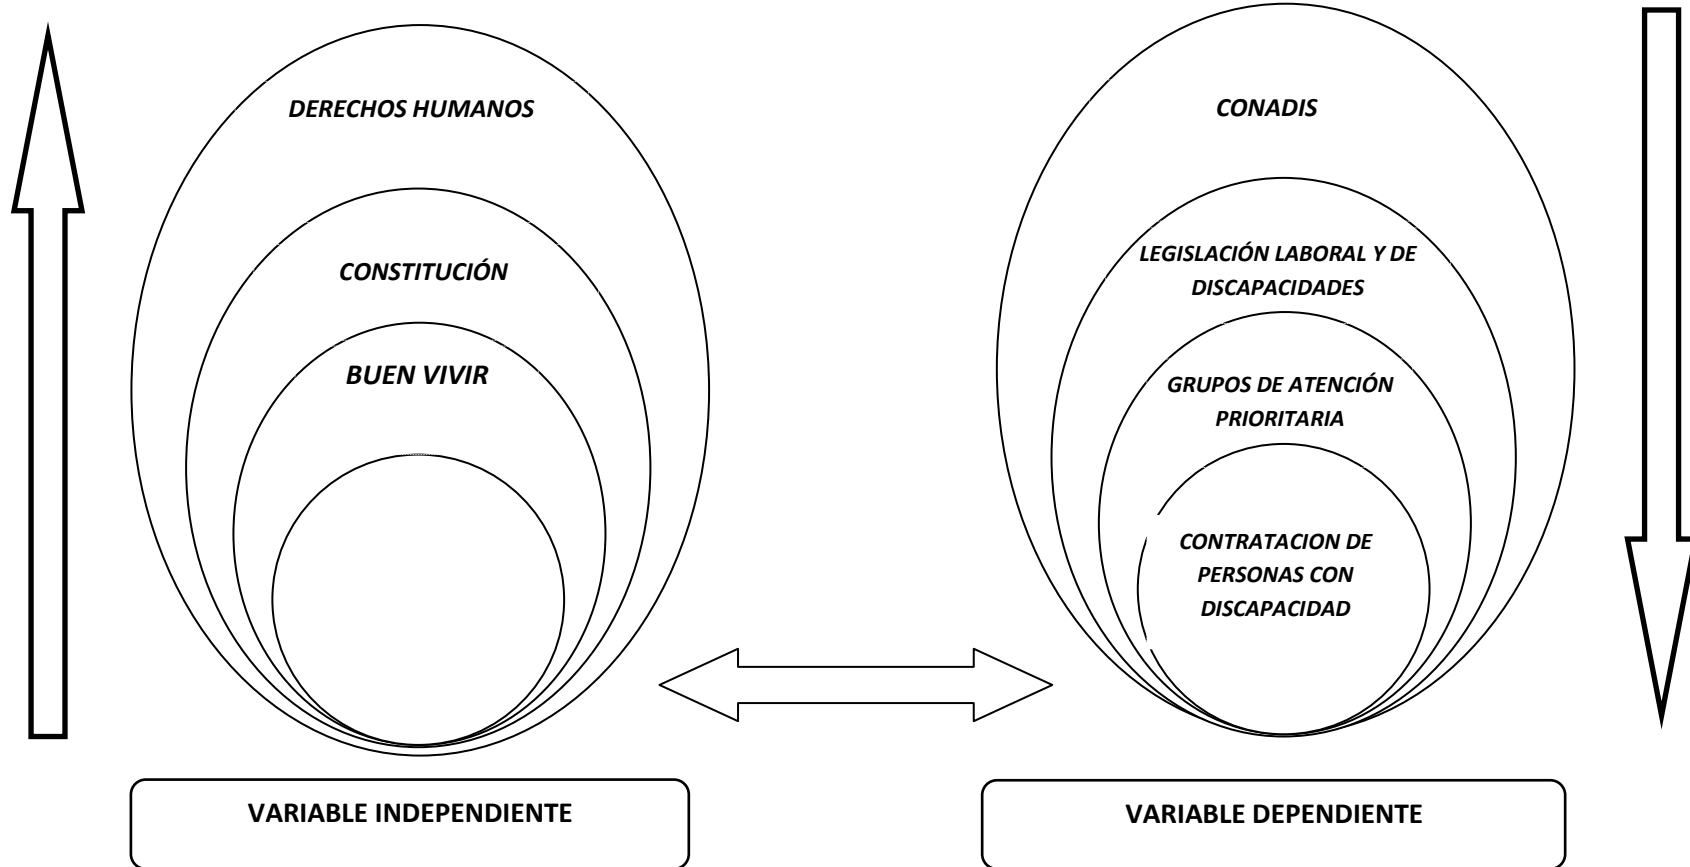 DERECHOS HUMANOS
CONSTITUCIÓN
BUEN VIVIR
CONADIS
LEGISLACIÓN LABORAL Y DE
DISCAPACIDADES
GRUPOS DE ATENCIÓN
PRIORITARIA
CONTRATACION DE
PERSONAS CON
DISCAPACIDAD
VARIABLE INDEPENDIENTE
VARIABLE DEPENDIENTE